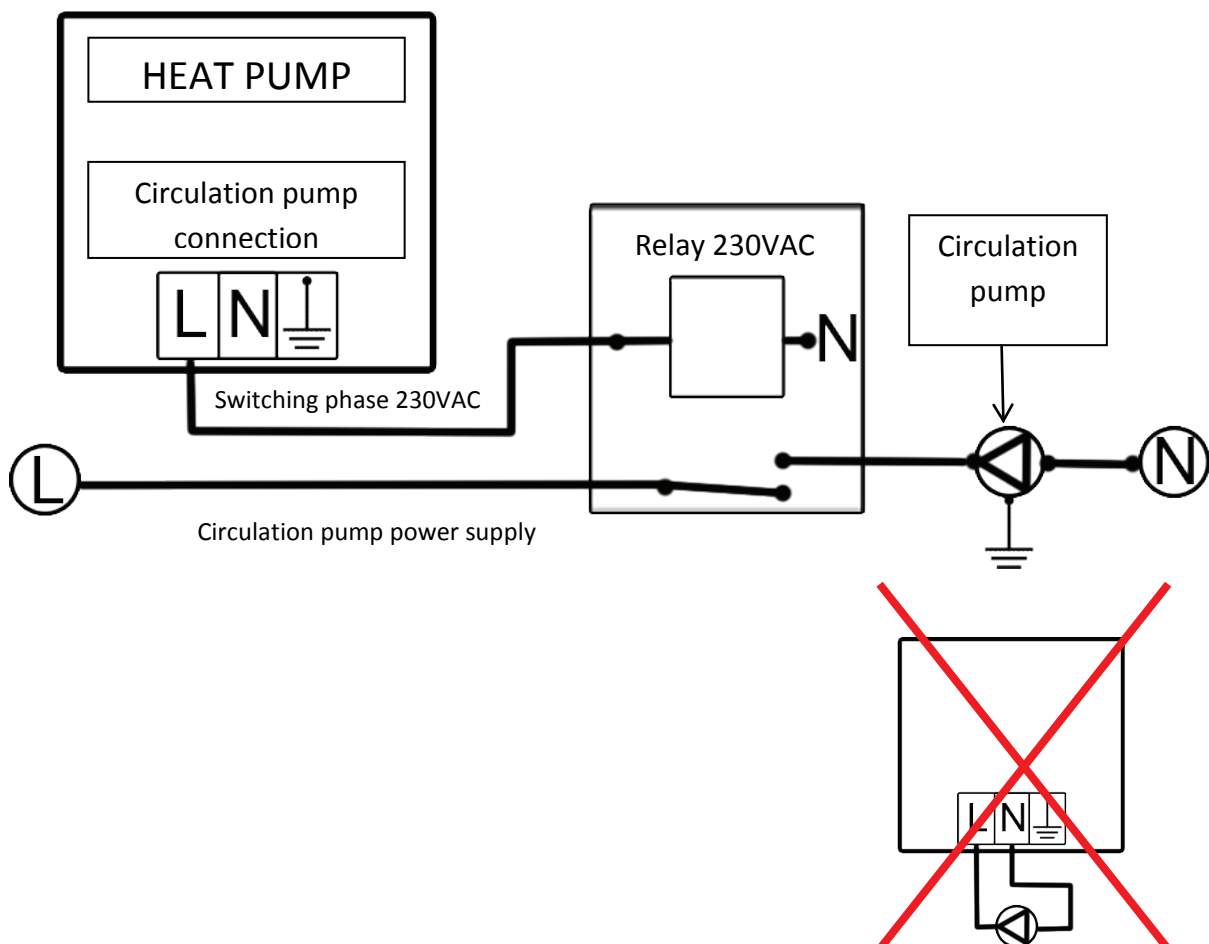 HEAT PUMP
Circulation pump
connection
L N
Switching phase 230VAC
Relay 230VAC
N
Circulation
pump
L
N
Circulation pump power supply
L N